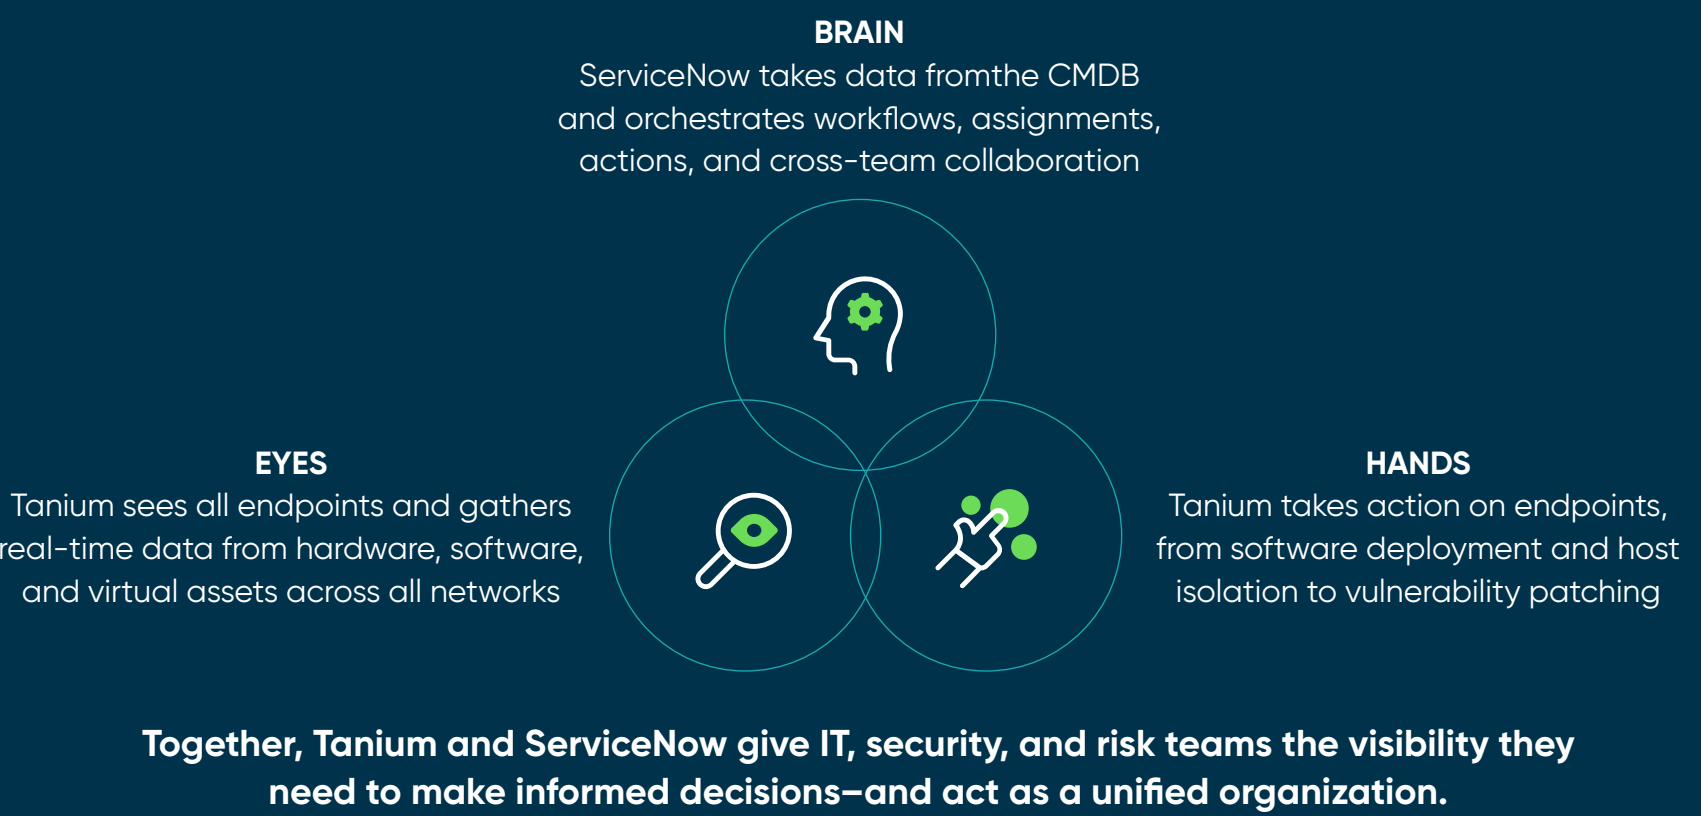 BRAIN
ServiceNow takes data fromthe CMDB
and orchestrates workflows, assignments,
actions, and cross-team collaboration
EYES
Tanium sees all endpoints and gathers
real-time data from hardware, software,
and virtual assets across all networks
HANDS
Tanium takes action on endpoints,
from software deployment and host
isolation to vulnerability patching
Together, Tanium and ServiceNow give IT, security, and risk teams the visibility they
need to make informed decisions–and act as a unified organization.